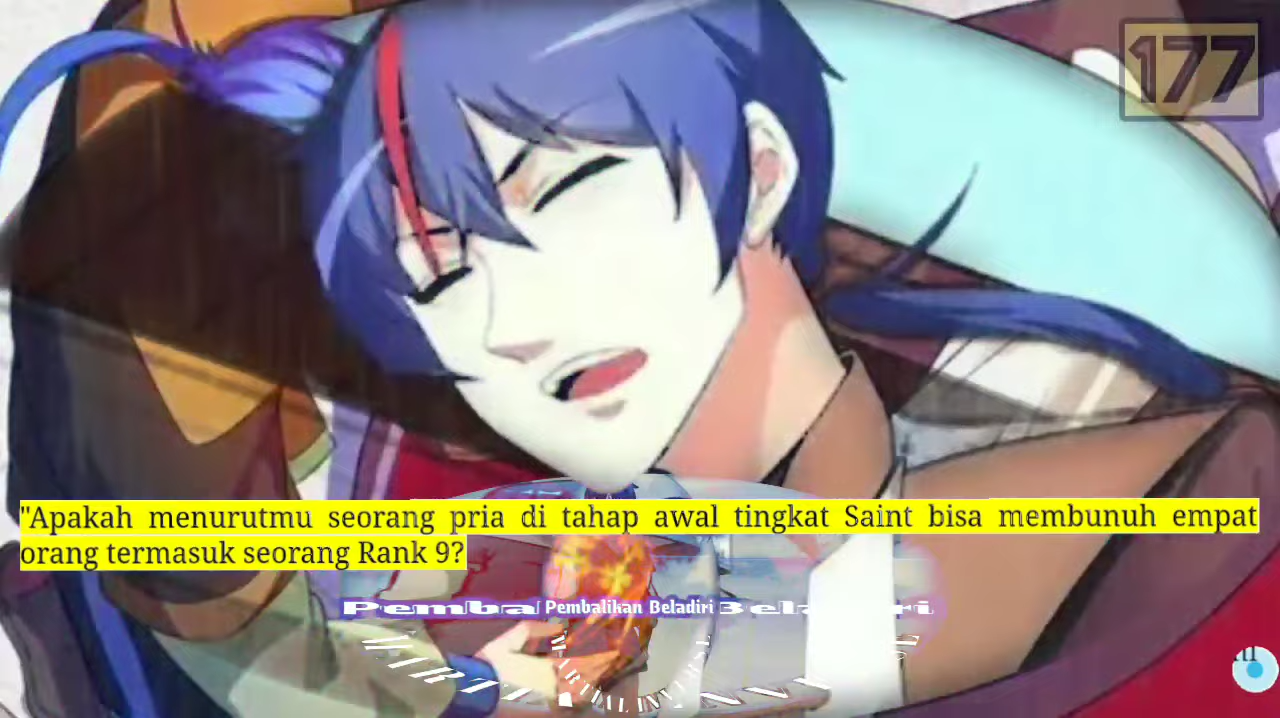 177
"Apakah menurutmu seorang pria di tahap awal tingkat Saint bisa membunuh empat
orang termasuk seorang Rank 9?
Pembalikan Beladiri